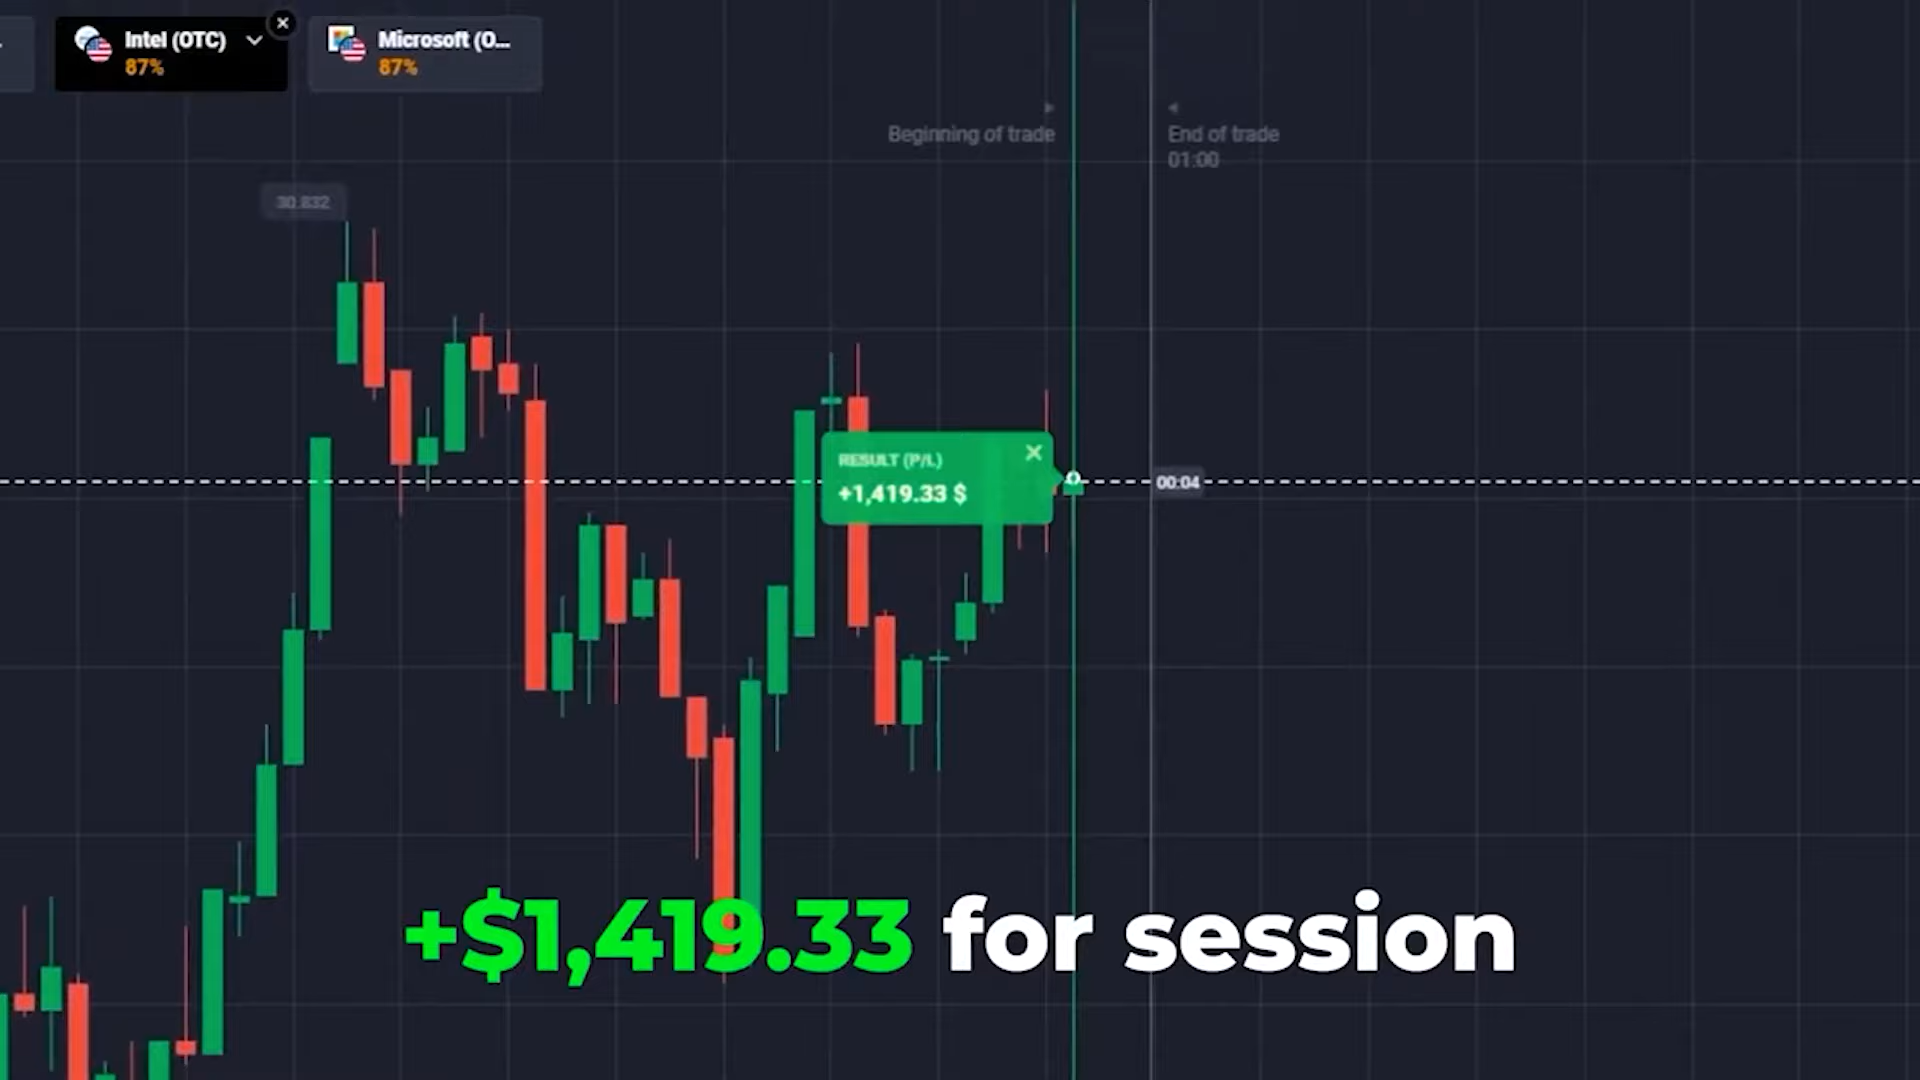 Intel (OTC)
87%
Microsoft (O...
87%
Beginning of trade
End of trade
01:00
30.832
RESULT (P/L)
+1,419.33 $
00:04
+$1,419.33 for session